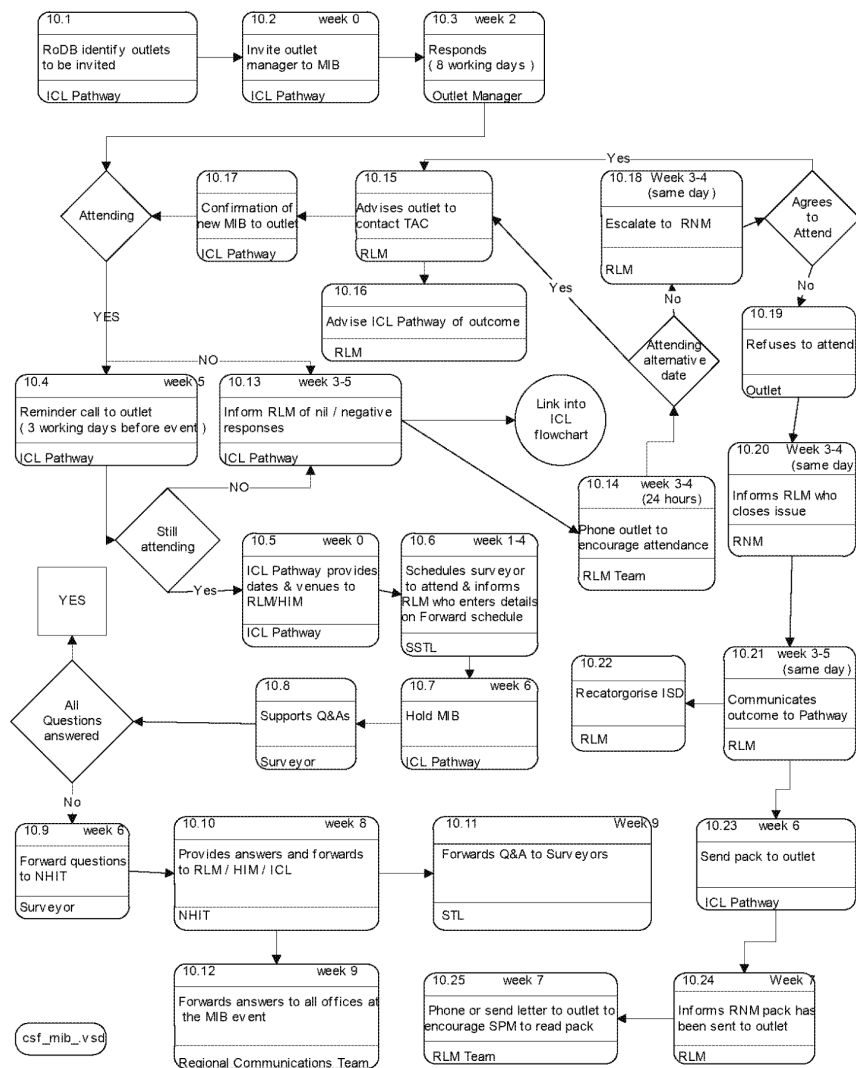 10.1
RoDB identify outlets
to be invited
ICL Pathway
10.2 week 0
Invite outlet
manager to MIB
ICL Pathway
10.3 week 2
Responds
( 8 working days )
Outlet Manager
Yes
Attending
10.17
Confirmation of
new MIB to outlet
ICL Pathway
10.15
Advises outlet to
contact TAC
RLM
10.18 Week 3-4
(same day)
Escalate to RNM
RLM
Agrees
to
Attend
10.16
Advise ICL Pathway of outcome
RLM
Yes
No
No
YES
NO
10.19
Refuses to attend
Outlet
Attending
alternative
date
10.4 week 5
Reminder call to outlet
( 3 working days before event )
ICL Pathway
10.13 week 3-5
Inform RLM of nil / negative
responses
ICL Pathway
Link into
ICL
flowchart
10.20 Week 3-4
(same day
Informs RLM who
closes issue
RNM
NO
10.14 week 3-4
(24 hours)
Phone outlet to
encourage attendance
RLM Team
Still
attending
Yes
10.5 week 0
ICL Pathway provides
dates & venues to
RLM/HIM
ICL Pathway
10.6 week 1-4
Schedules surveyor
to attend & informs
RLM who enters details
on Forward schedule
SSTL
YES
10.21 week 3-5
(same day)
Communicates
outcome to Pathway
RLM
10.22
Recatorgorise ISD
RLM
All
Questions
answered
10.8
Supports Q&As
Surveyor
10.7 week 6
Hold MIB
ICL Pathway
No
10.9 week 6
Forward questions
to NHIT
Surveyor
10.10 week 8
Provides answers and forwards
to RLM / HIM / ICL
NHIT
10.11 Week 9
Forwards Q&A to Surveyors
STL
10.23 week 6
Send pack to outlet
ICL Pathway
10.12 week 9
Forwards answers to all offices at
the MIB event
Regional Communications Team
10.25 week 7
Phone or send letter to outlet to
encourage SPM to read pack
RLM Team
10.24 Week 7
Informs RNM pack has
been sent to outlet
RLM
csf_mib_.vsd